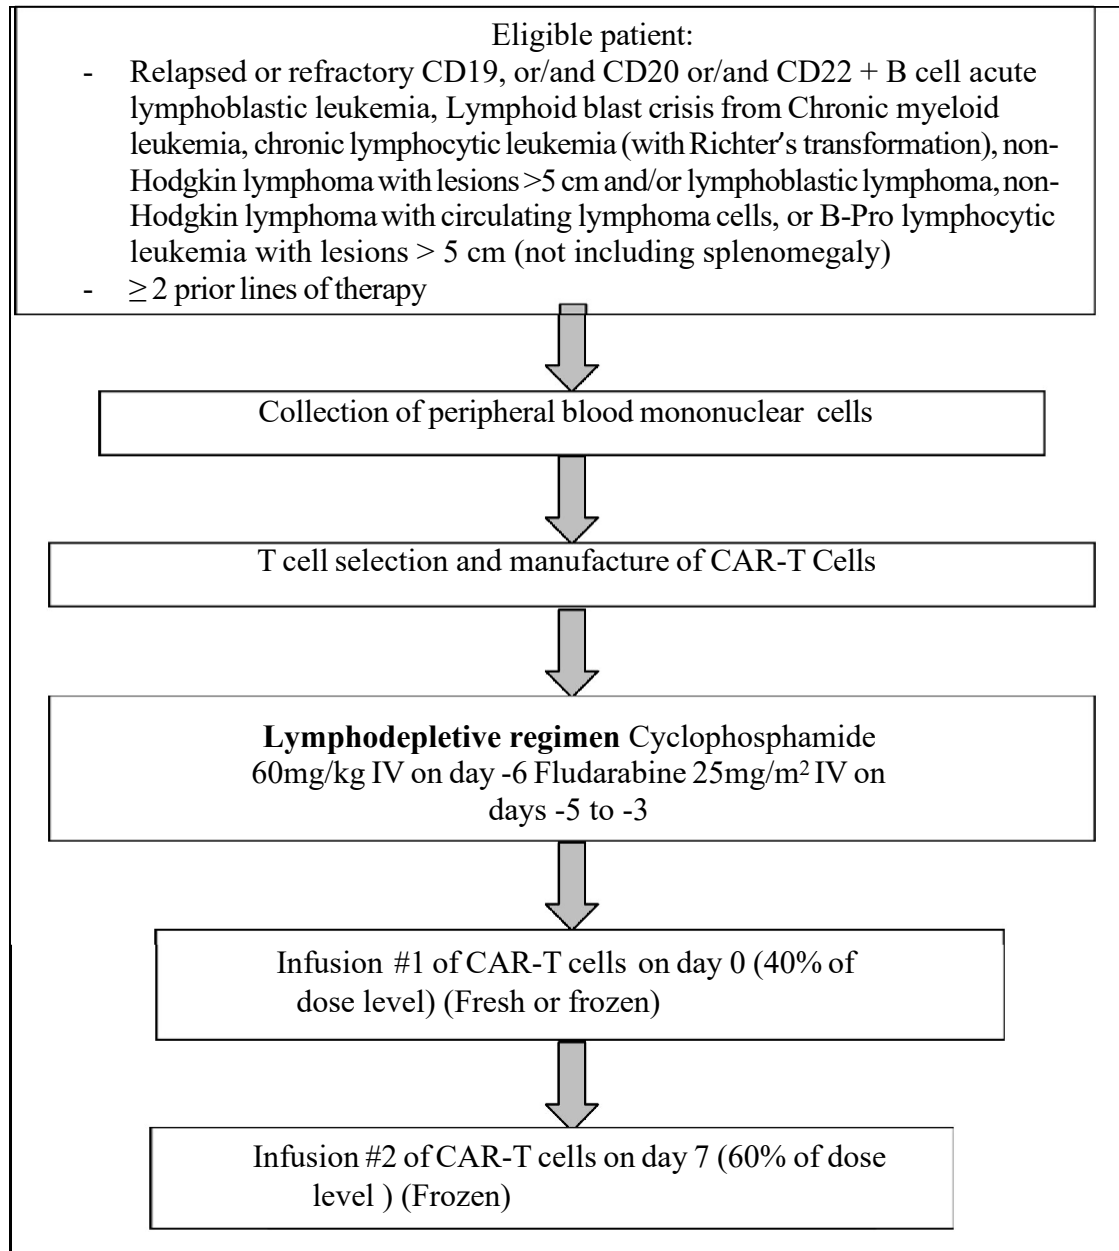 Eligible patient:
- Relapsed or refractory CD19, or/and CD20 or/and CD22 + B cell acute
lymphoblastic leukemia, Lymphoid blast crisis from Chronic myeloid
leukemia, chronic lymphocytic leukemia (with Richter's transformation), non-
Hodgkin lymphoma with lesions >5 cm and/or lymphoblastic lymphoma, non-
Hodgkin lymphoma with circulating lymphoma cells, or B-Pro lymphocytic
leukemia with lesions > 5 cm (not including splenomegaly)
- ≥ 2 prior lines of therapy
Collection of peripheral blood mononuclear cells
T cell selection and manufacture of CAR-T Cells
Lymphodepletive regimen Cyclophosphamide
60mg/kg IV on day -6 Fludarabine 25mg/m² IV on
days -5 to -3
Infusion #1 of CAR-T cells on day 0 (40% of
dose level) (Fresh or frozen)
Infusion #2 of CAR-T cells on day 7 (60% of dose
level ) (Frozen)